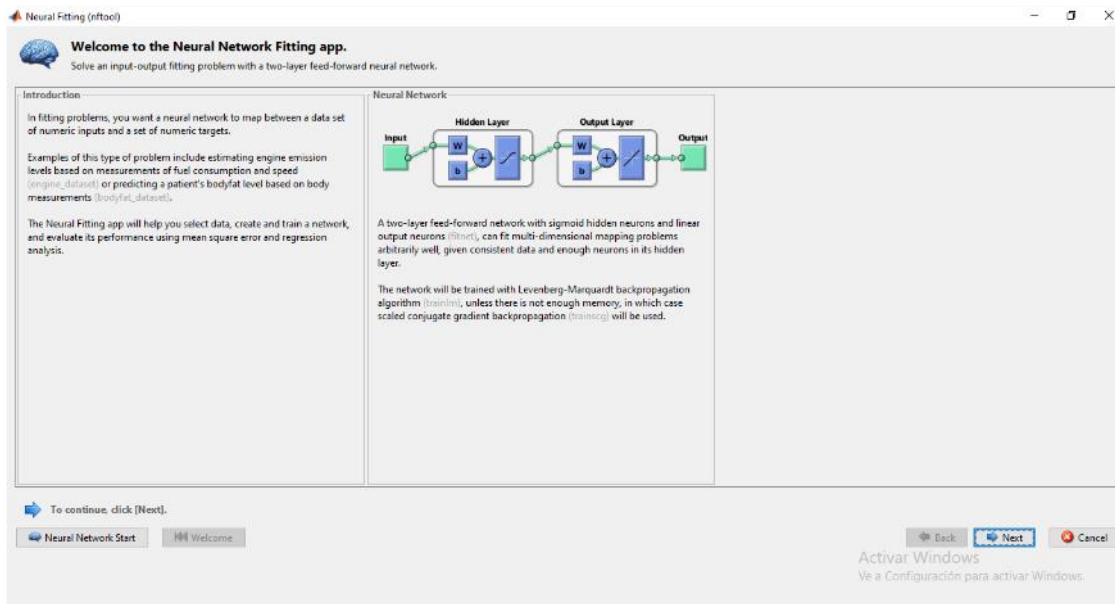 Neural Fitting (nftool)
Welcome to the Neural Network Fitting app.
Solve an input-output fitting problem with a two-layer feed-forward neural network.
Introduction
In fitting problems, you want a neural network to map between a data set
of numeric inputs and a set of numeric targets.
Examples of this type of problem include estimating engine emission
levels based on measurements of fuel consumption and speed
(engine_dataset) or predicting a patient's bodyfat level based on body
measurements (bodyfat_dataset).
The Neural Fitting app will help you select data, create and train a network,
and evaluate its performance using mean square error and regression
analysis.
Neural Network
Hidden Layer
Output Layer
Input
Output
W
W
b
b
A two-layer feed-forward network with sigmoid hidden neurons and linear
output neurons (fitnet), can fit multi-dimensional mapping problems
arbitrarily well, given consistent data and enough neurons in its hidden
layer.
The network will be trained with Levenberg-Marquardt backpropagation
algorithm (trainlm), unless there is not enough memory, in which case
scaled conjugate gradient backpropagation (trainscg) will be used.
To continue, click [Next].
Neural Network Start
Welcome
Back
Next
Cancel
Activar Windows
Ve a Configuración para activar Windows.